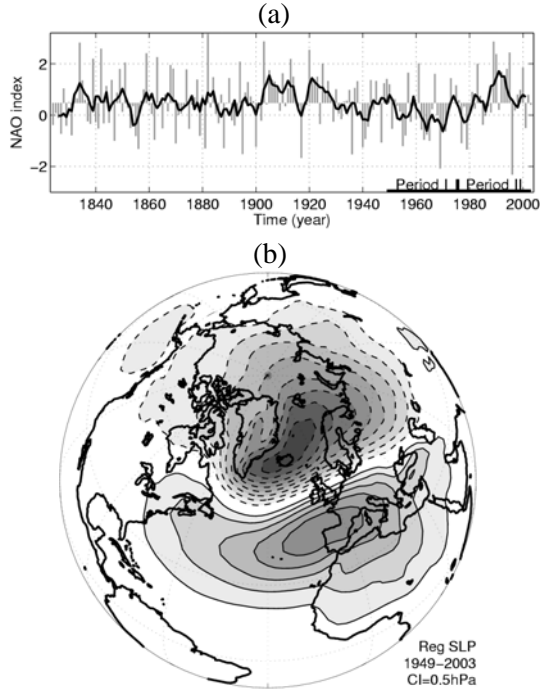 (a)
NAO index
2
0
−2
Period I Period II
1840 1860 1880 1900 1920 1940 1960 1980 2000
Time (year)
(b)
Reg SLP
1949−2003
CI=0.5hPa